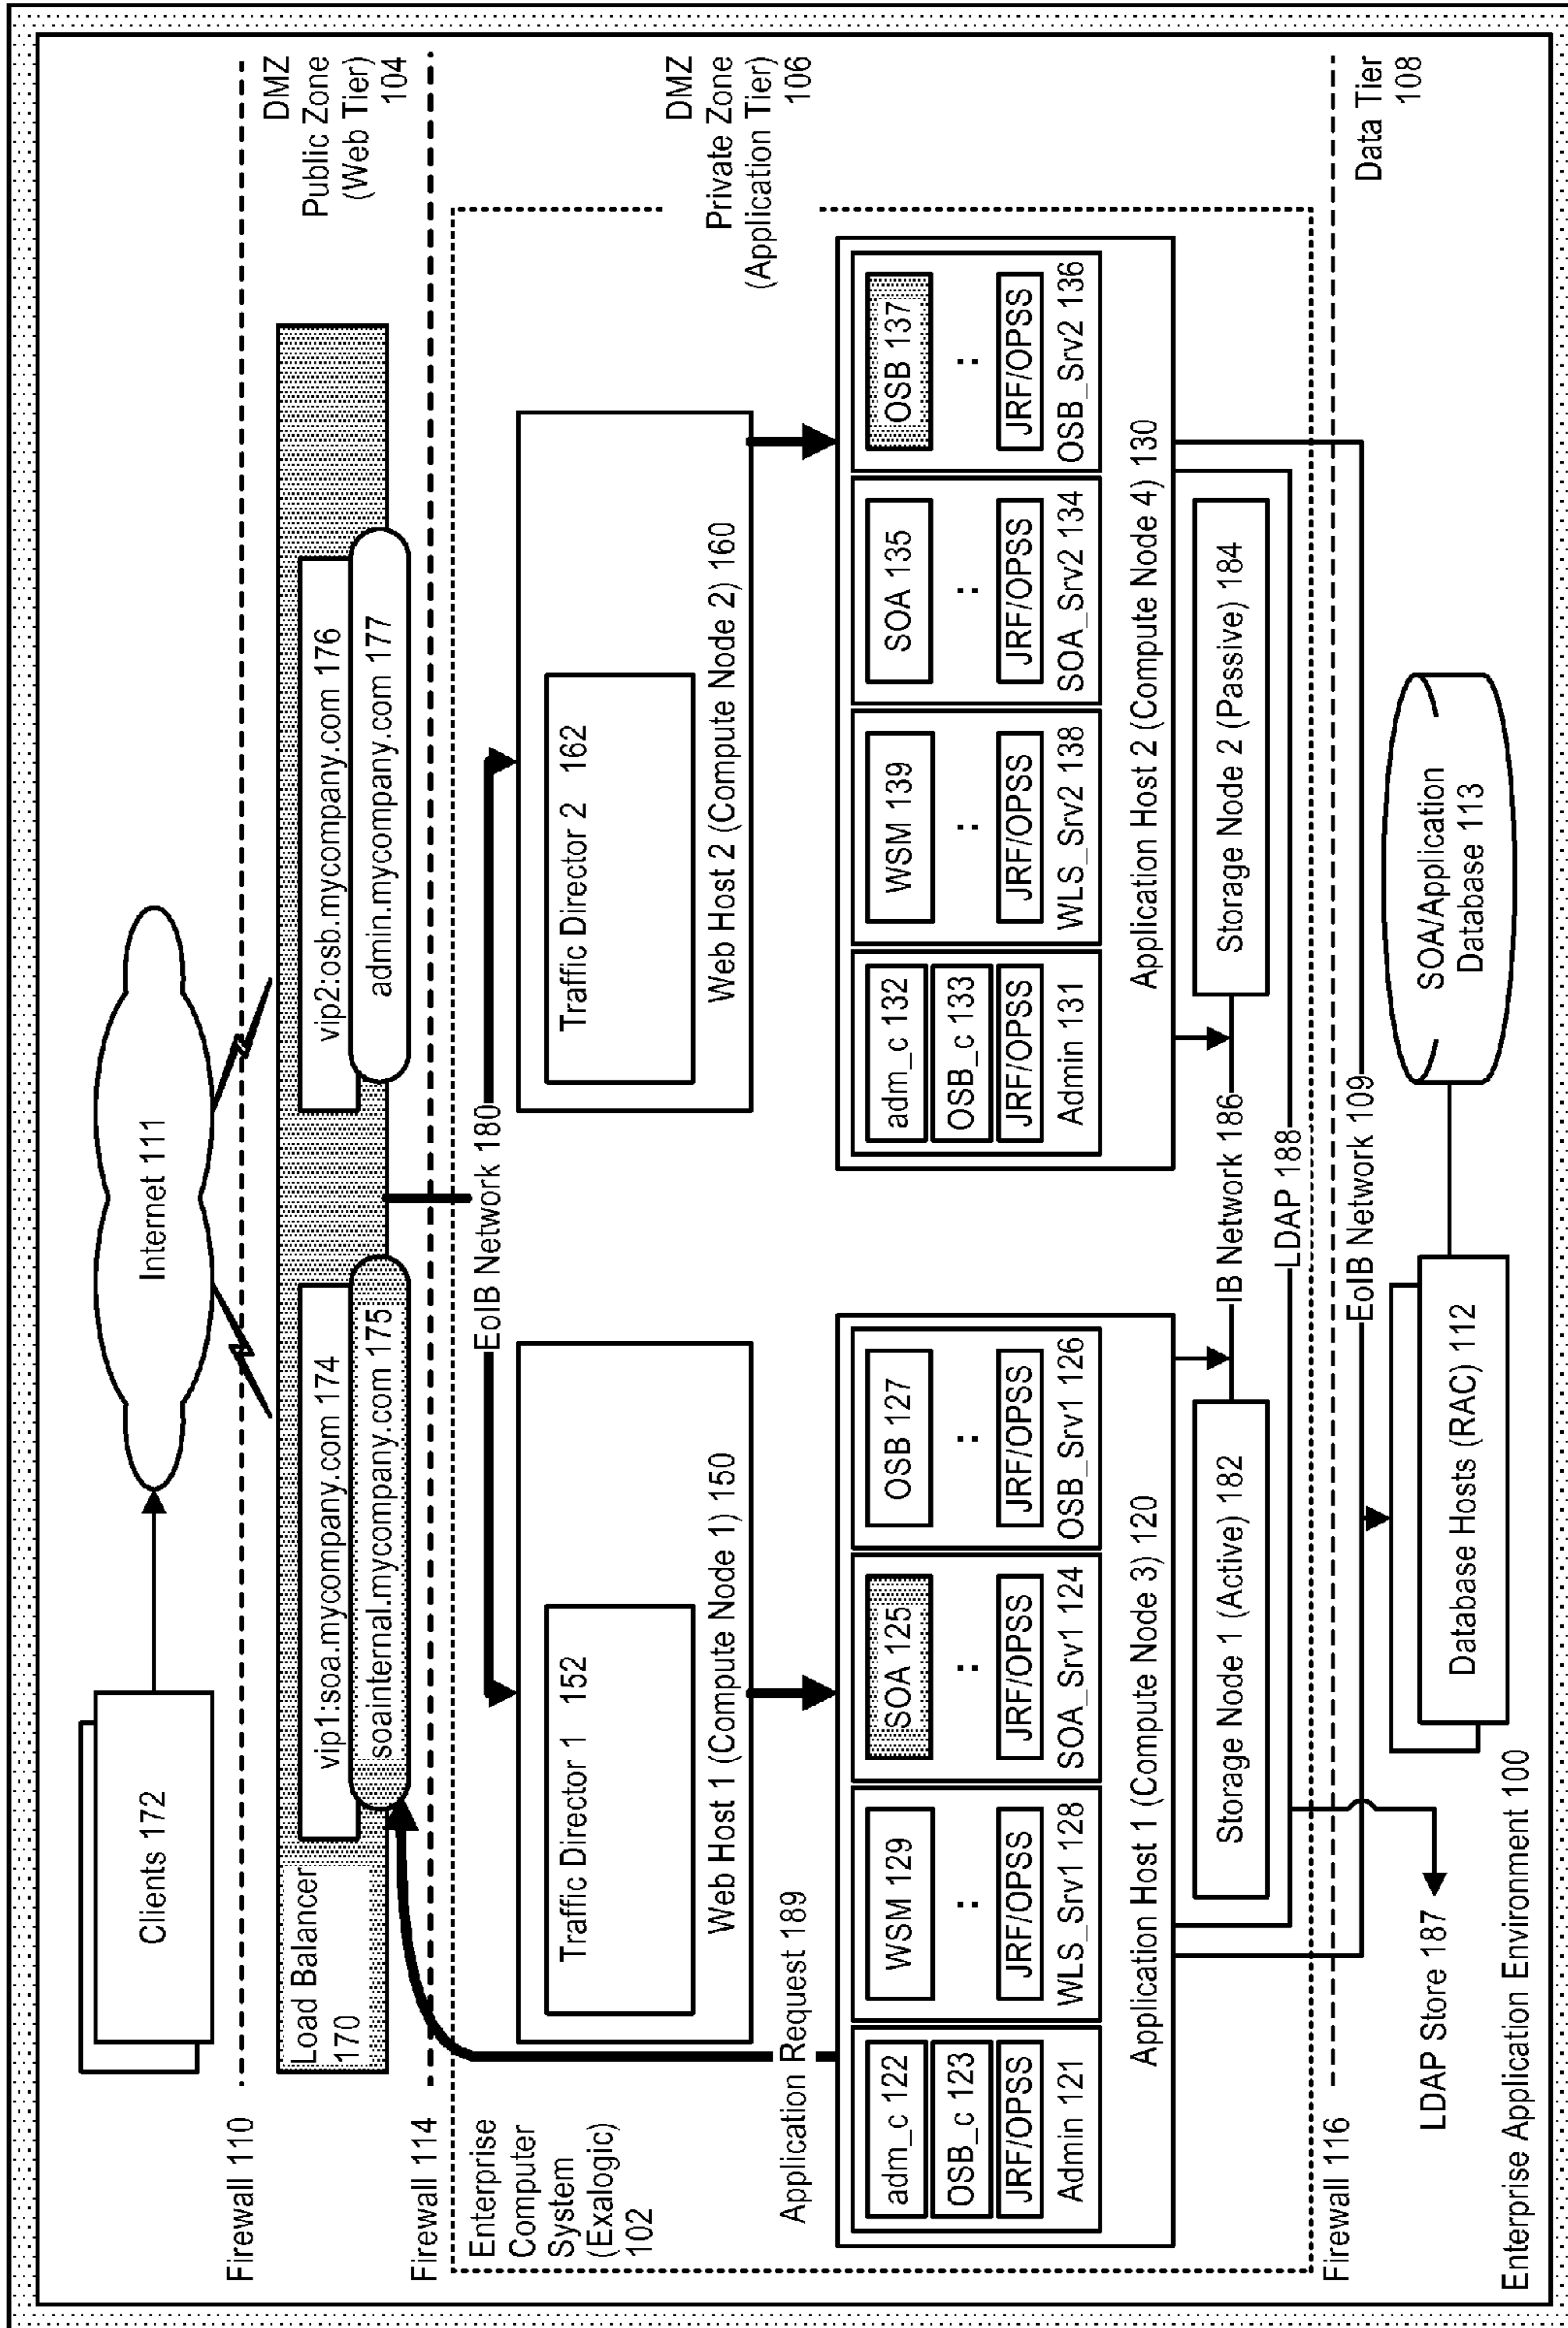 Clients 172
Internet 111
Firewall 110
DMZ
Public Zone
(Web Tier)
104
Load Balancer
170
vip1:soa.mycompany.com 174
soainternal.mycompany.com 175
vip2:osb.mycompany.com 176
admin.mycompany.com 177
Firewall 114
Enterprise
Computer
System
(Exalogic)
102
EoIB Network 180
DMZ
Private Zone
(Application Tier)
106
Traffic Director 1 152
Web Host 1 (Compute Node 1) 150
Traffic Director 2 162
Web Host 2 (Compute Node 2) 160
Application Request 189
adm_c 122
OSB_c 123
JRF/OPSS
Admin 121
WSM 129
:
JRF/OPSS
WLS_Srv1 128
SOA 125
:
JRF/OPSS
SOA_Srv1 124
OSB 127
:
JRF/OPSS
OSB_Srv1 126
Application Host 1 (Compute Node 3) 120
adm_c 132
OSB_c 133
JRF/OPSS
Admin 131
WSM 139
:
JRF/OPSS
WLS_Srv2 138
SOA 135
:
JRF/OPSS
SOA_Srv2 134
OSB 137
:
JRF/OPSS
OSB_Srv2 136
Application Host 2 (Compute Node 4) 130
Storage Node 1 (Active) 182
IB Network 186
Storage Node 2 (Passive) 184
LDAP 188
Firewall 116
Data Tier
108
EoIB Network 109
LDAP Store 187
Database Hosts (RAC) 112
SOA/Application
Database 113
Enterprise Application Environment 100